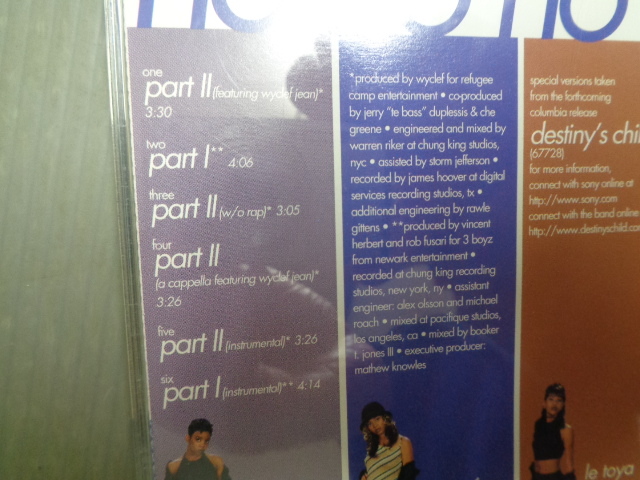 no no no
one
part II (featuring wyclef jean)*
3:30
two
part I** 4:06
three
part II (w/o rap)* 3:05
four
part II
(a cappella featuring wyclef jean)*
3:26
five
part II (instrumental)* 3:26
six
part I (instrumental)** 4:14
*produced by wyclef for refugee
camp entertainment • co-produced
by jerry "te bass" duplessis & che
greene • engineered and mixed by
warren riker at chung king studios,
nyc • assisted by storm jefferson •
recorded by james hoover at digital
services recording studios, tx •
additional engineering by rawle
gittens • **produced by vincent
herbert and rob fusari for 3 boyz
from newark entertainment •
recorded at chung king recording
studios, new york, ny • assistant
engineer: alex olsson and michael
roach • mixed at pacifique studios,
los angeles, ca • mixed by booker
t. jones III • executive producer:
mathew knowles
special versions taken
from the forthcoming
columbia release
destiny's chil
(67728)
for more information,
connect with sony online at
http://www.sony.com
connect with the band online
http://www.destinyschild.com
le toya